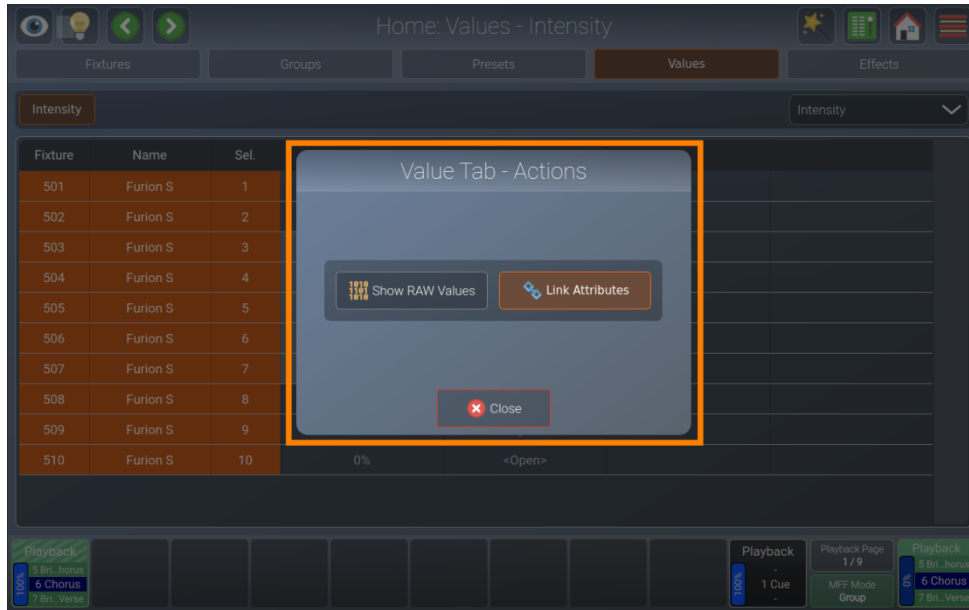 Home: Values - Intensity
Fixtures Groups Presets Values Effects
Intensity Intensity
Fixture Name Sel.
501 Furion S 1
502 Furion S 2
503 Furion S 3
504 Furion S 4
505 Furion S 5
506 Furion S 6
507 Furion S 7
508 Furion S 8
509 Furion S 9
510 Furion S 10 0% <Open>
Value Tab - Actions
1010 1101 1010 Show RAW Values Link Attributes
Close
Playback
5 Bri...horus
100% 6 Chorus
7 Bri...Verse
Playback
-
100% 1 Cue
-
Playback Page
1 / 9
MFF Mode
Group
Playback
5 Bri...horus
6 Chorus
7 Bri...Verse